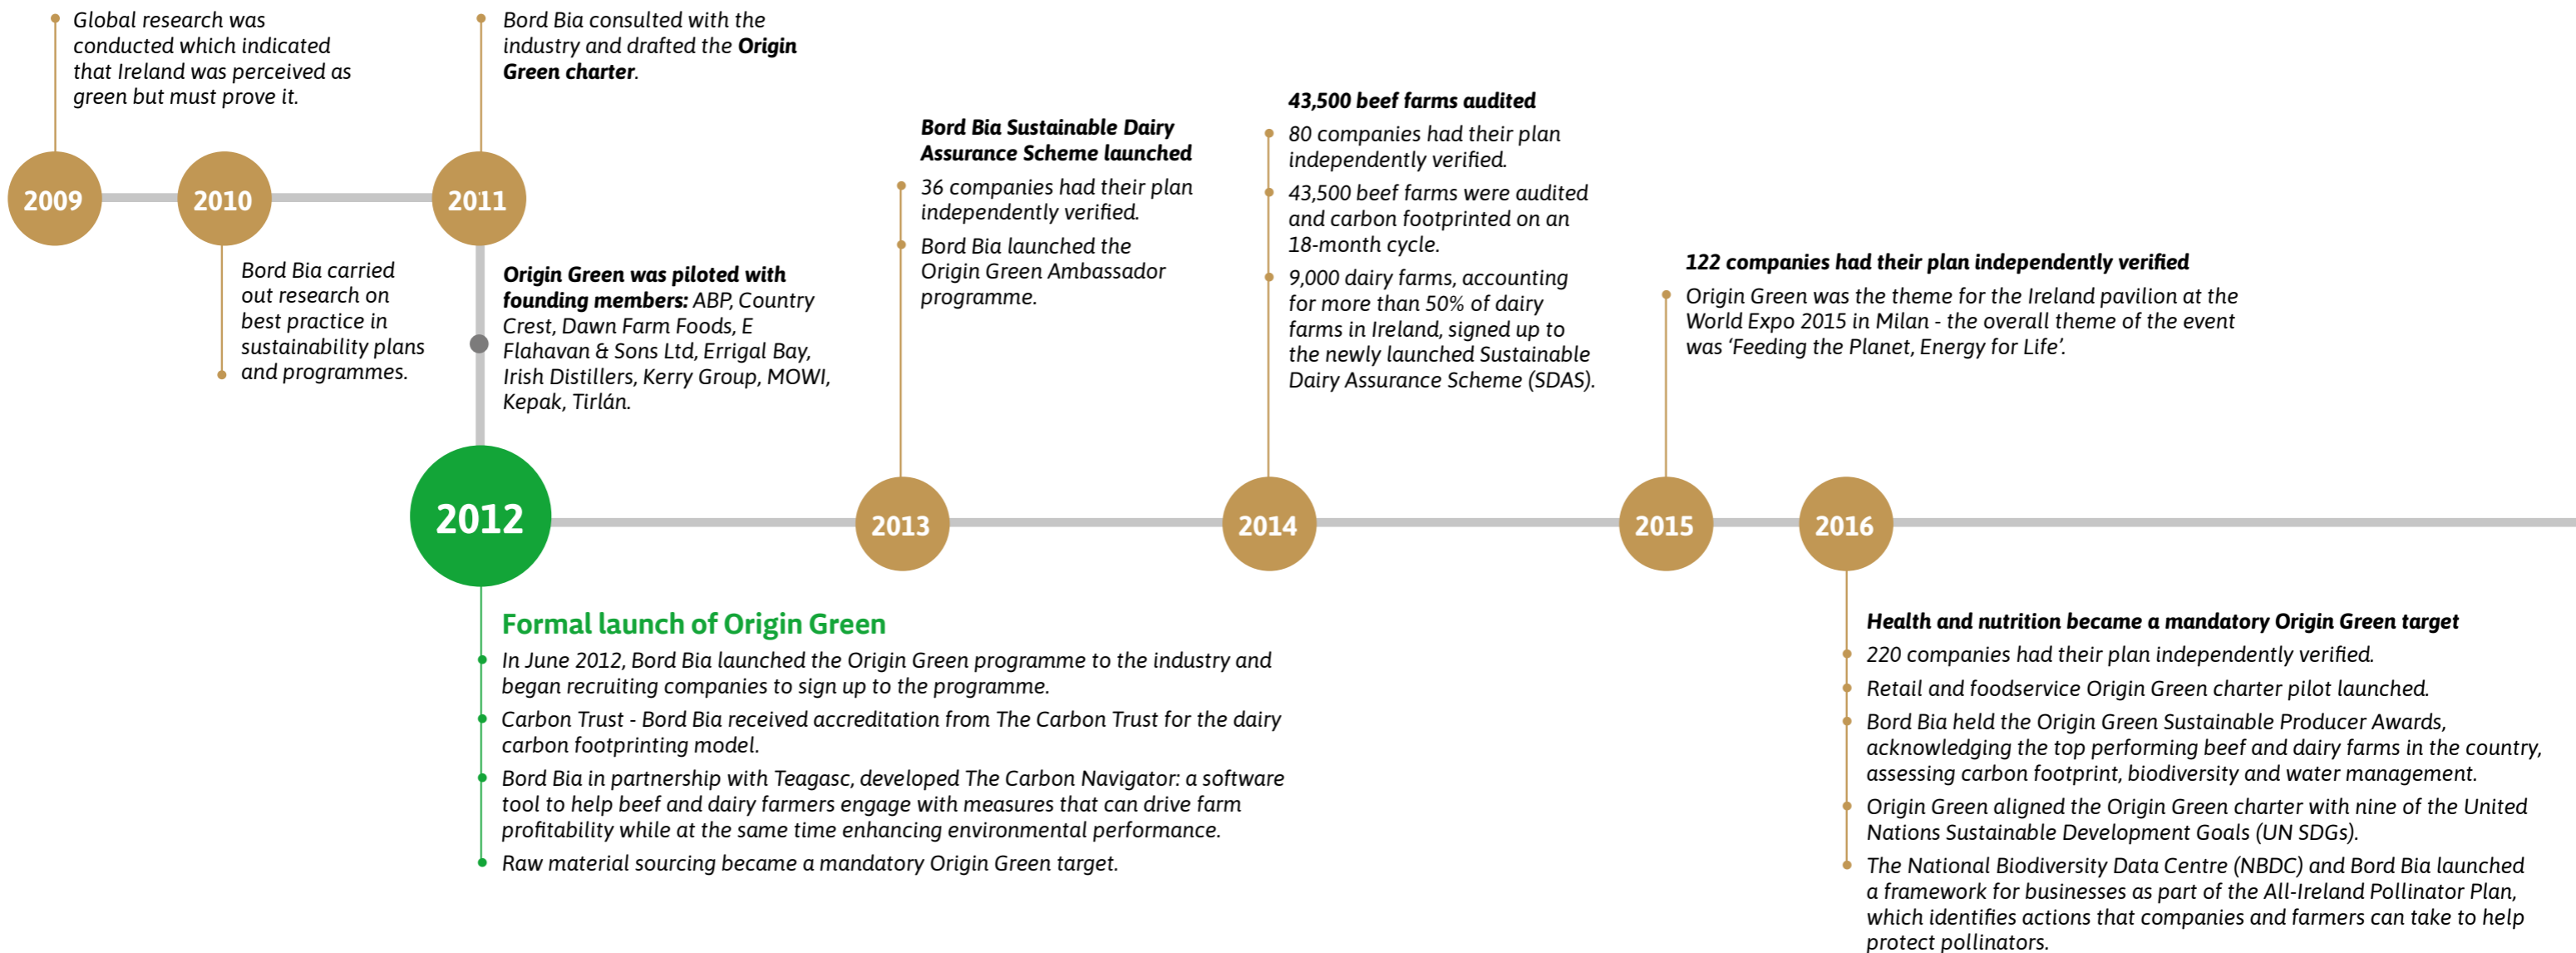 Global research was
conducted which indicated
that Ireland was perceived as
green but must prove it.
2009
2010
Bord Bia carried
out research on
best practice in
sustainability plans
and programmes.
Bord Bia consulted with the
industry and drafted the Origin
Green charter.
2011
Origin Green was piloted with
founding members: ABP, Country
Crest, Dawn Farm Foods, E
Flahavan & Sons Ltd, Errigal Bay,
Irish Distillers, Kerry Group, MOWI,
Kepak, Tirlán.
2012
Formal launch of Origin Green
In June 2012, Bord Bia launched the Origin Green programme to the industry and
began recruiting companies to sign up to the programme.
Carbon Trust - Bord Bia received accreditation from The Carbon Trust for the dairy
carbon footprinting model.
Bord Bia in partnership with Teagasc, developed The Carbon Navigator: a software
tool to help beef and dairy farmers engage with measures that can drive farm
profitability while at the same time enhancing environmental performance.
Raw material sourcing became a mandatory Origin Green target.
Bord Bia Sustainable Dairy
Assurance Scheme launched
36 companies had their plan
independently verified.
Bord Bia launched the
Origin Green Ambassador
programme.
2013
43,500 beef farms audited
80 companies had their plan
independently verified.
43,500 beef farms were audited
and carbon footprinted on an
18-month cycle.
9,000 dairy farms, accounting
for more than 50% of dairy
farms in Ireland, signed up to
the newly launched Sustainable
Dairy Assurance Scheme (SDAS).
2014
122 companies had their plan independently verified
Origin Green was the theme for the Ireland pavilion at the
World Expo 2015 in Milan - the overall theme of the event
was ‘Feeding the Planet, Energy for Life’.
2015
2016
Health and nutrition became a mandatory Origin Green target
220 companies had their plan independently verified.
Retail and foodservice Origin Green charter pilot launched.
Bord Bia held the Origin Green Sustainable Producer Awards,
acknowledging the top performing beef and dairy farms in the country,
assessing carbon footprint, biodiversity and water management.
Origin Green aligned the Origin Green charter with nine of the United
Nations Sustainable Development Goals (UN SDGs).
The National Biodiversity Data Centre (NBDC) and Bord Bia launched
a framework for businesses as part of the All-Ireland Pollinator Plan,
which identifies actions that companies and farmers can take to help
protect pollinators.